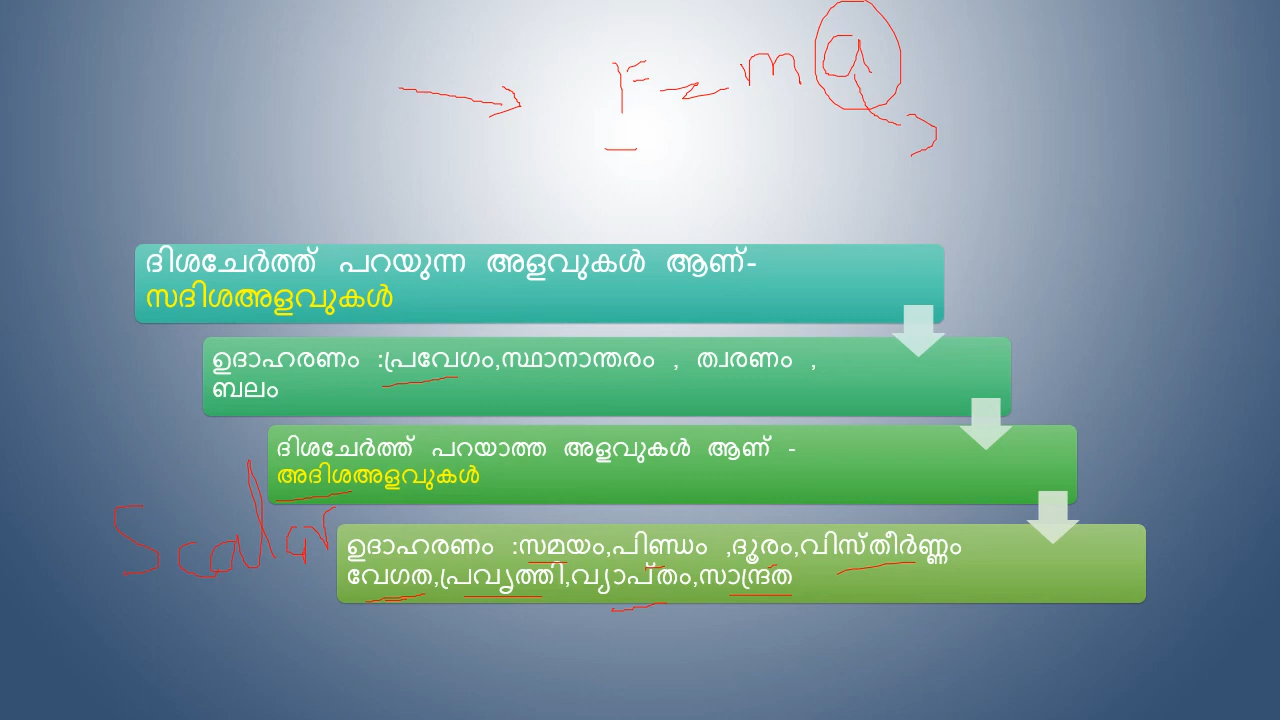 F = ma
ദിശചേർത്ത് പറയുന്ന അളവുകൾ ആണ്-
സദിശഅളവുകൾ
ഉദാഹരണം :പ്രവേഗം,സ്ഥാനാന്തരം , ത്വരണം ,
ബലം
ദിശചേർത്ത് പറയാത്ത അളവുകൾ ആണ് -
അദിശഅളവുകൾ
Scalar
ഉദാഹരണം :സമയം,പിണ്ഡം ,ദൂരം,വിസ്തീർണ്ണം
വേഗത,പ്രവൃത്തി,വ്യാപ്തം,സാന്ദ്രത